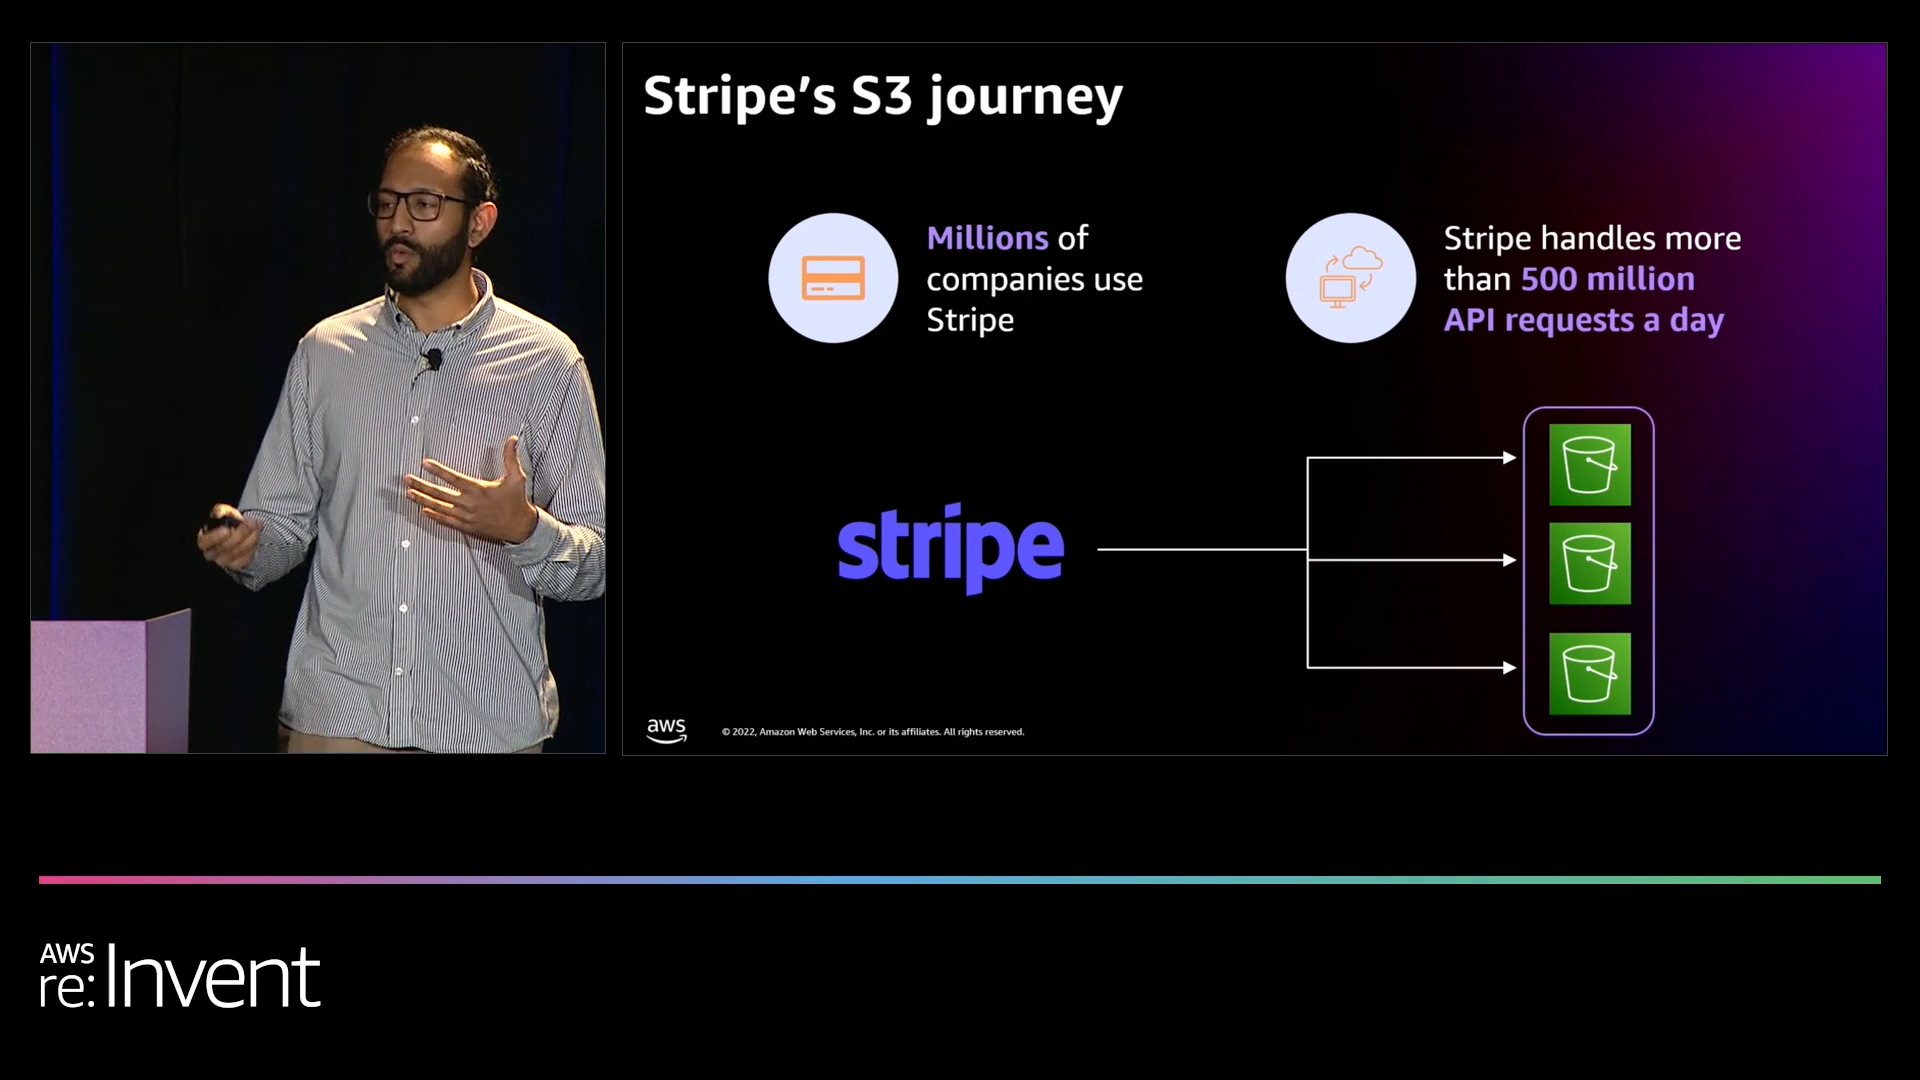 Stripe’s S3 journey
Millions of
companies use
Stripe
Stripe handles more
than 500 million
API requests a day
stripe
aws
© 2022, Amazon Web Services, Inc. or its affiliates. All rights reserved.
AWS
re:Invent